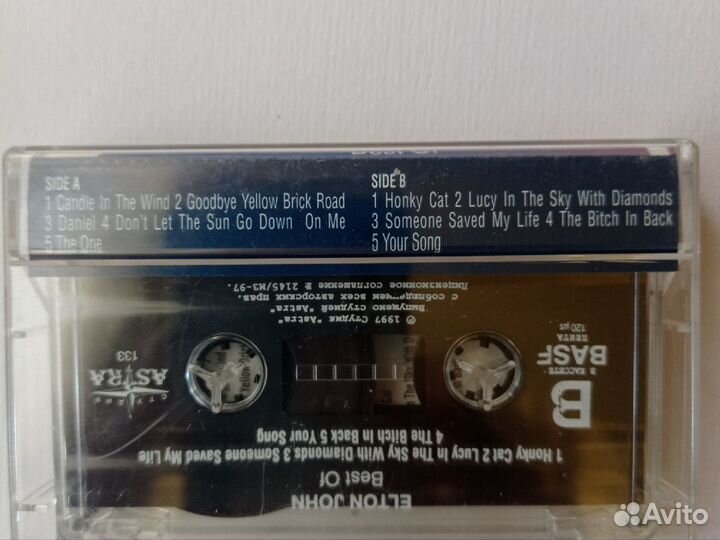 SIDE A
1 Candle In The Wind 2 Goodbye Yellow Brick Road
3 Daniel 4 Don't Let The Sun Go Down On Me
5 The One
SIDE B
1 Honky Cat 2 Lucy In The Sky With Diamonds
3 Someone Saved My Life 4 The Bitch In Back
5 Your Song
ELTON JOHN
Best Of
1 Honky Cat 2 Lucy In The Sky With Diamonds 3 Someone Saved My Life
4 The Bitch In Back 5 Your Song
B
В КАССЕТЕ -
BASF
ЛЕНТА
120 µs
СТУДИЯ
ASTRA
133
℗ 1997 Студия "Astra"
Выпущено студией "Astra"
с соблюдением всех авторских прав.
Лицензионное соглашение № 2145/МЗ-97.
Avito